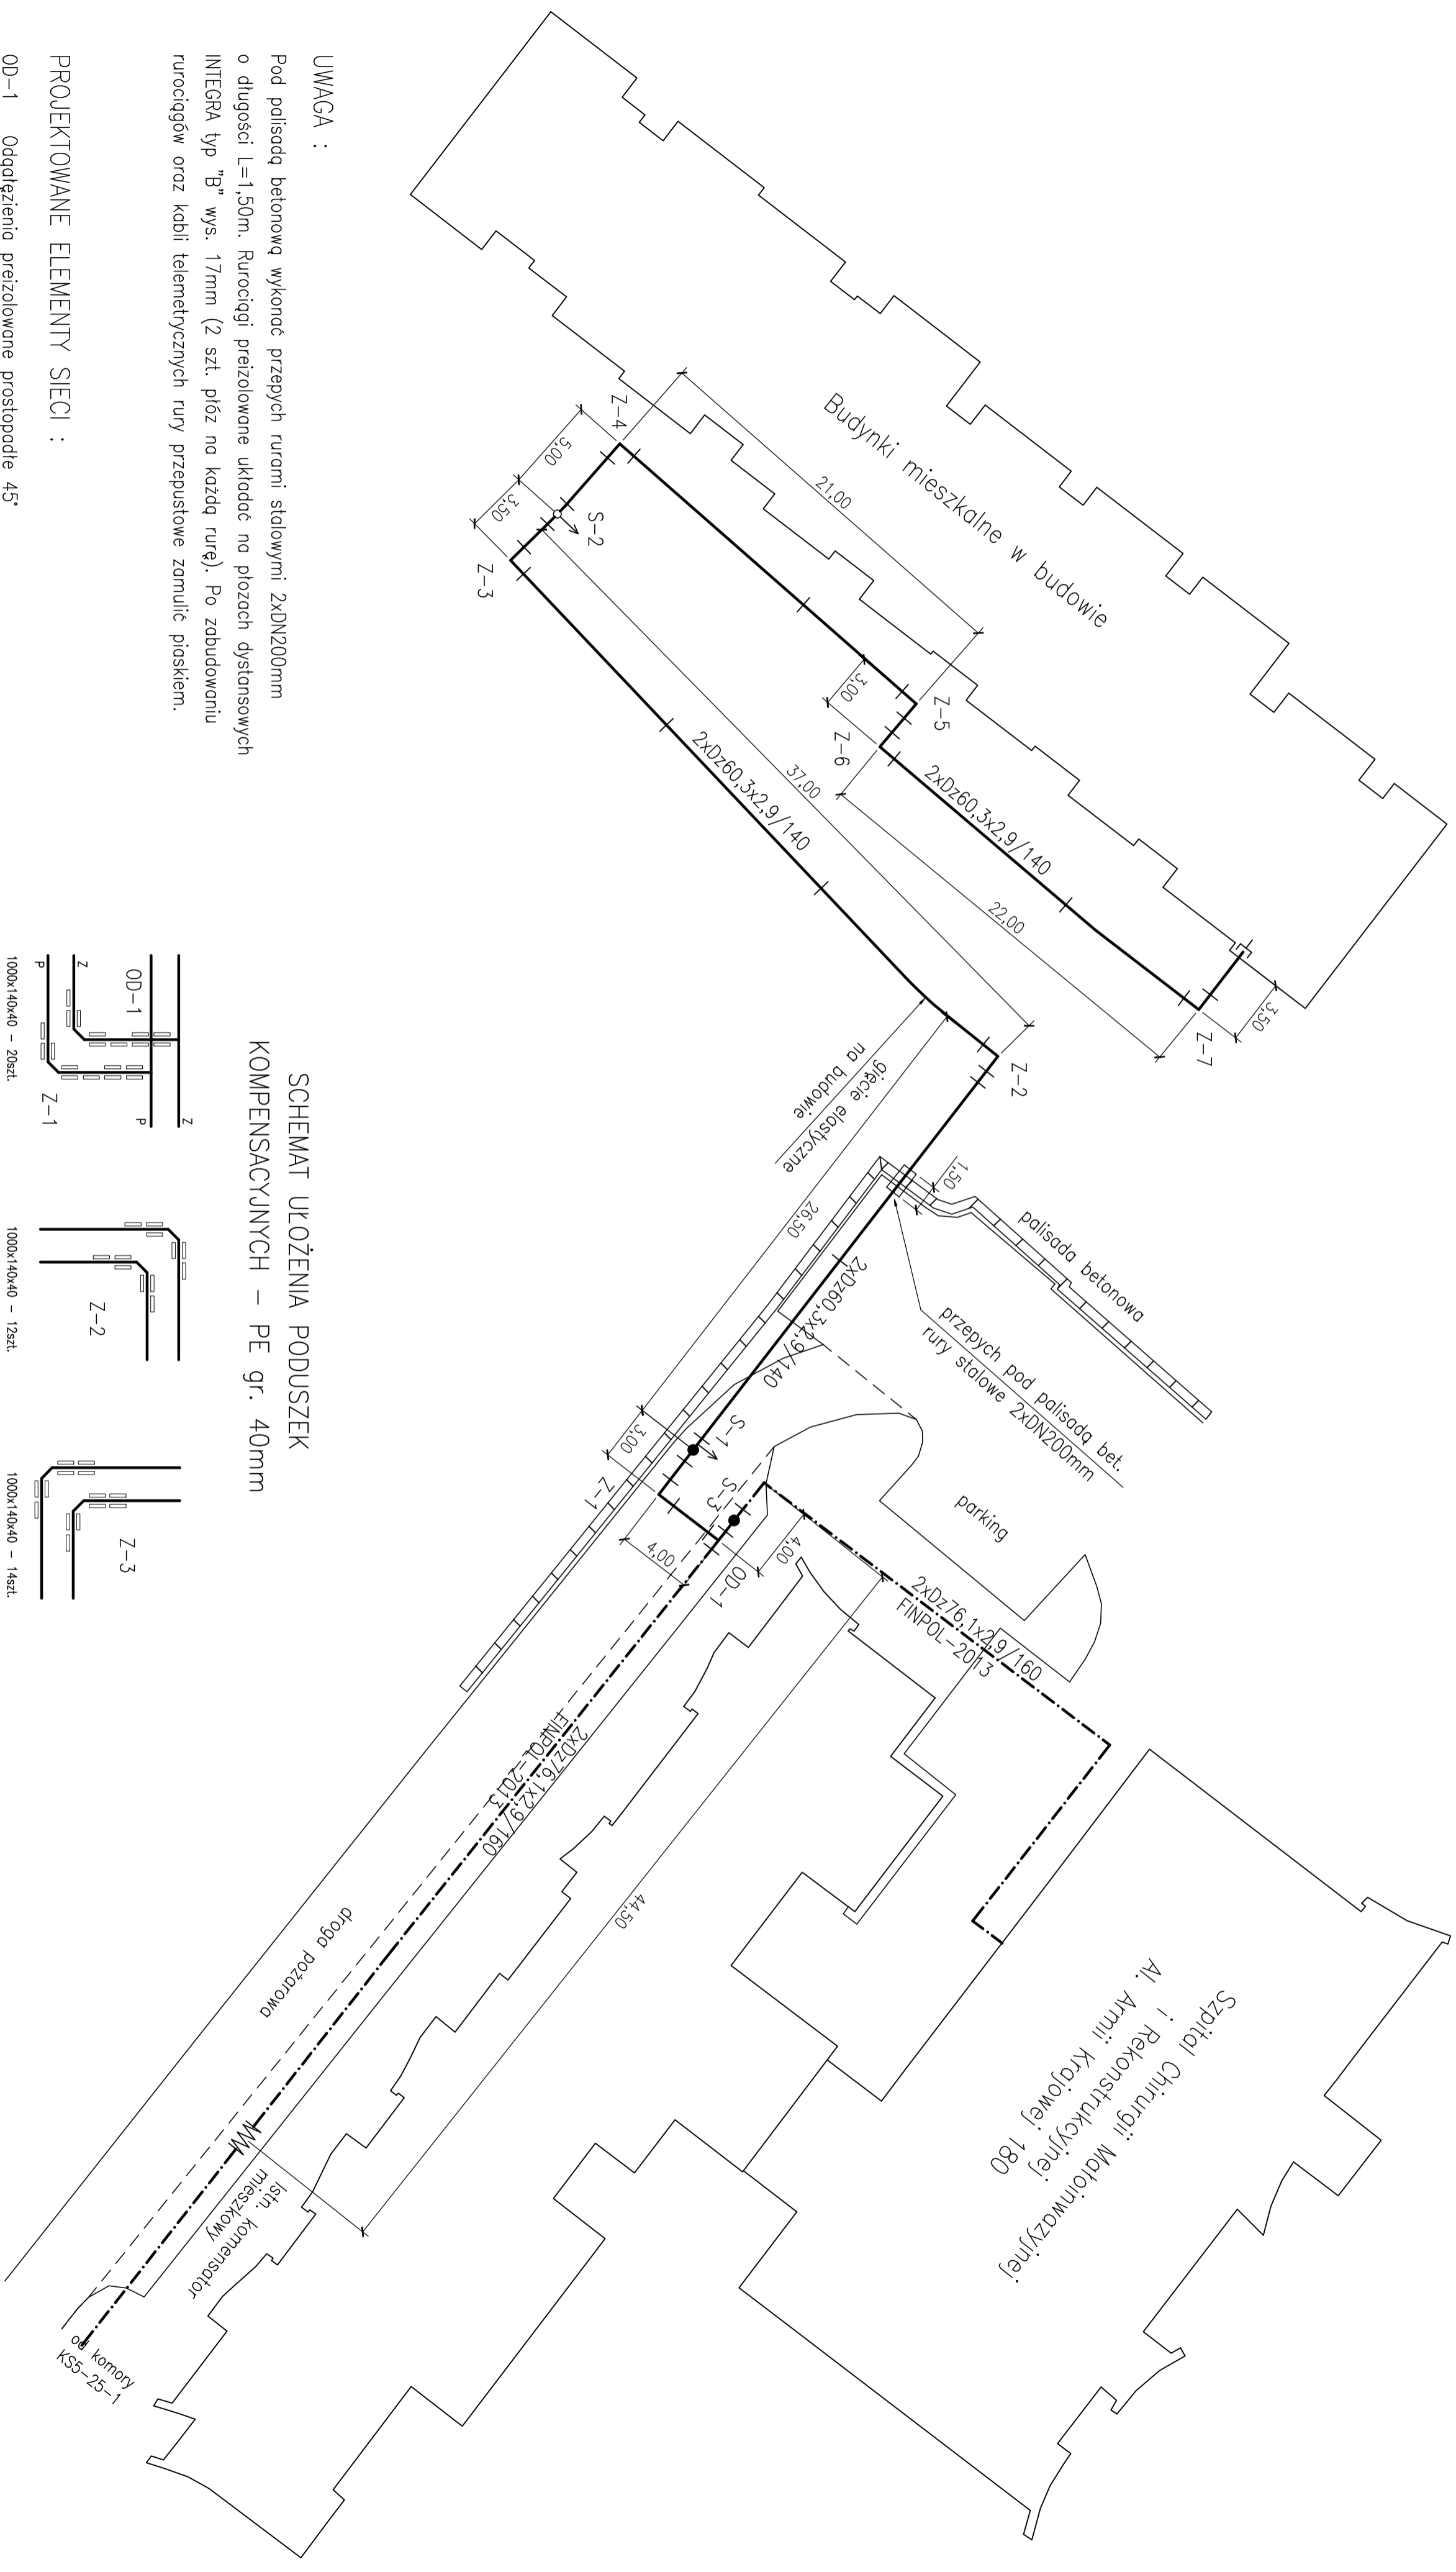 Budynki mieszkalne w budowie
Z-4
5,00
3,50
S-2
Z-3
21,00
Z-5
3,00
Z-6
2xDz60,3x2,9/140
22,00
3,50
Z-7
37,00
2xDz60,3x2,9/140
Z-2
gięcie elastyczne
na budowie
1,50
palisada betonowa
przepych pod palisadą bet.
rury stalowe 2xDN200mm
26,50
2xDz60,3x2,9/140
parking
S-1
3,00
Z-1
S-3
4,00
OD-1
4,00
2xDz76,1x2,9/160
FINPOL-2013
2xDz76,1x2,9/160
FINPOL-2013
44,50
droga pożarowa
Istn. komensator
mieszkowy
od komory
KS5-25-1
Szpital Chirurgii Małoinwazyjnej
i Rekonstrukcyjnej
Al. Armii Krajowej 180
UWAGA :
Pod palisadą betonową wykonać przepych rurami stalowymi 2xDN200mm
o długości L=1,50m. Rurociągi preizolowane układać na płozach dystansowych
INTEGRA typ "B" wys. 17mm (2 szt. płóz na każdą rurę). Po zabudowaniu
rurociągów oraz kabli telemetrycznych rury przepustowe zamulić piaskiem.
PROJEKTOWANE ELEMENTY SIECI :
OD-1 Odgałęzienia preizolowane prostopadłe 45°
SCHEMAT UŁOŻENIA PODUSZEK
KOMPENSACYJNYCH - PE gr. 40mm
Z
P
OD-1
Z
P
Z-1
1000x140x40 - 20szt.
Z-2
1000x140x40 - 12szt.
Z-3
1000x140x40 - 14szt.